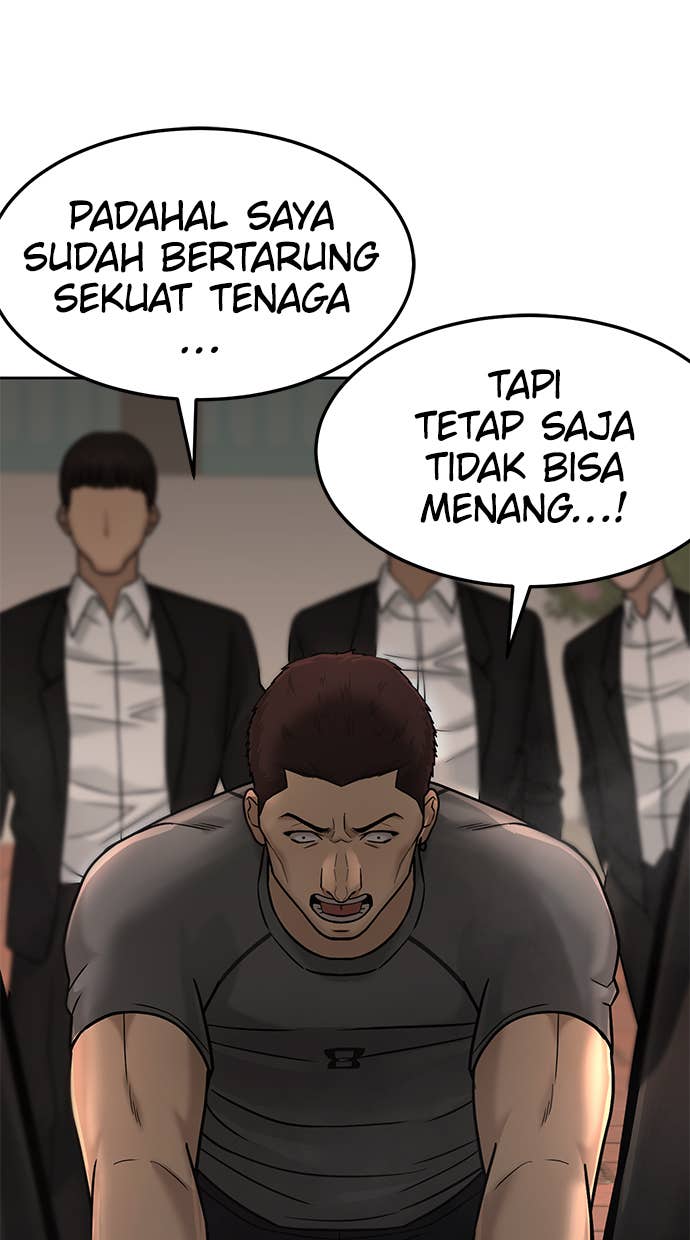 PADAHAL SAYA
SUDAH BERTARUNG
SEKUAT TENAGA
...
TAPI
TETAP SAJA
TIDAK BISA
MENANG...!